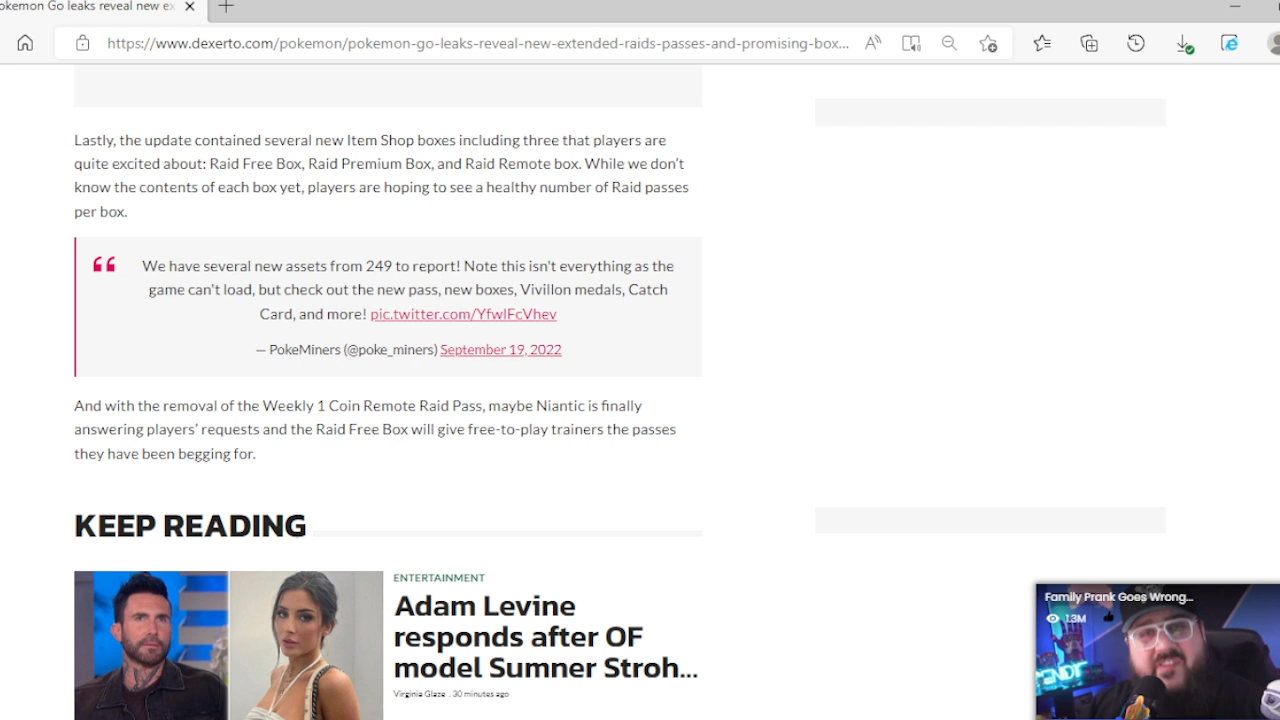 okemon Go leaks reveal new ex
https://www.dexerto.com/pokemon/pokemon-go-leaks-reveal-new-extended-raids-passes-and-promising-box...
Lastly, the update contained several new Item Shop boxes including three that players are
quite excited about: Raid Free Box, Raid Premium Box, and Raid Remote box. While we don't
know the contents of each box yet, players are hoping to see a healthy number of Raid passes
per box.
We have several new assets from 249 to report! Note this isn't everything as the
game can't load, but check out the new pass, new boxes, Vivillon medals, Catch
Card, and more! pic.twitter.com/YfwlFcVhev
— PokeMiners (@poke_miners) September 19, 2022
And with the removal of the Weekly 1 Coin Remote Raid Pass, maybe Niantic is finally
answering players' requests and the Raid Free Box will give free-to-play trainers the passes
they have been begging for.
KEEP READING
ENTERTAINMENT
Adam Levine
responds after OF
model Sumner Stroh...
Virginia Glaze . 30 minutes ago
Family Prank Goes Wrong...
1.3M